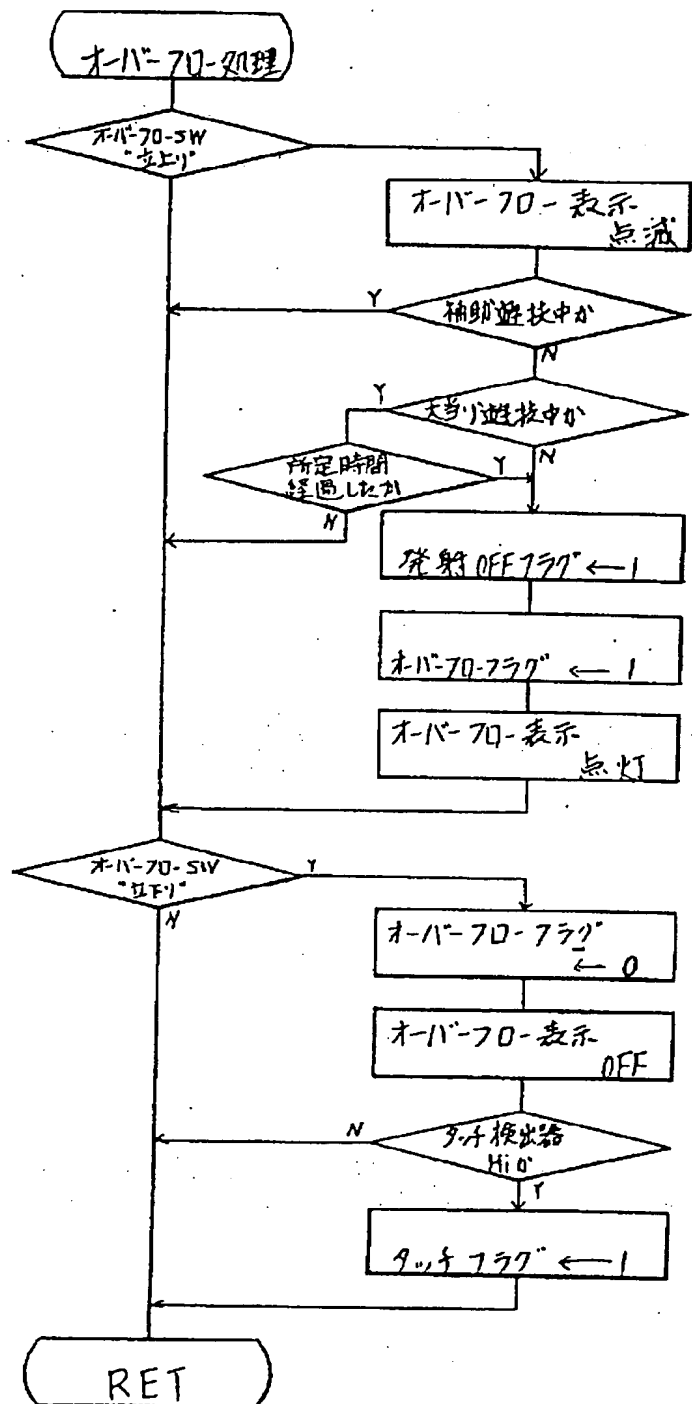 オーバーフロー処理
オーバーフローSW
"立上り"
オーバーフロー表示
点滅
Y
補助遊技中か
N
Y
大当り遊技中か
N
所定時間
経過したか
Y
N
発射OFFフラグ ← 1
オーバーフローフラグ ← 1
オーバーフロー表示
点灯
オーバーフローSW
"立下り"
Y
N
オーバーフローフラグ
← 0
オーバーフロー表示
OFF
N
タッチ検出器
Hiか
Y
タッチフラグ ← 1
RET